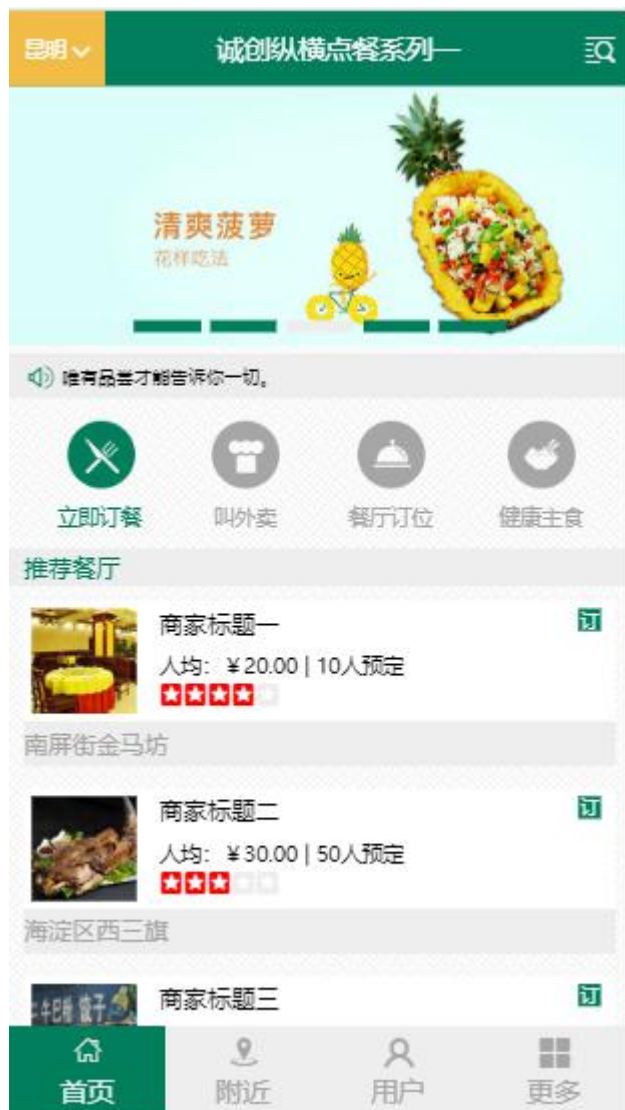 昆明
诚创纵横点餐系列一
清爽菠萝
花样吃法
唯有品尝才能告诉你一切。
立即订餐 叫外卖 餐厅订位 健康主食
推荐餐厅
商家标题一 订
人均：￥20.00 | 10人预定
南屏街金马坊
商家标题二 订
人均：￥30.00 | 50人预定
海淀区西三旗
商家标题三 订
饺子
首页 附近 用户 更多